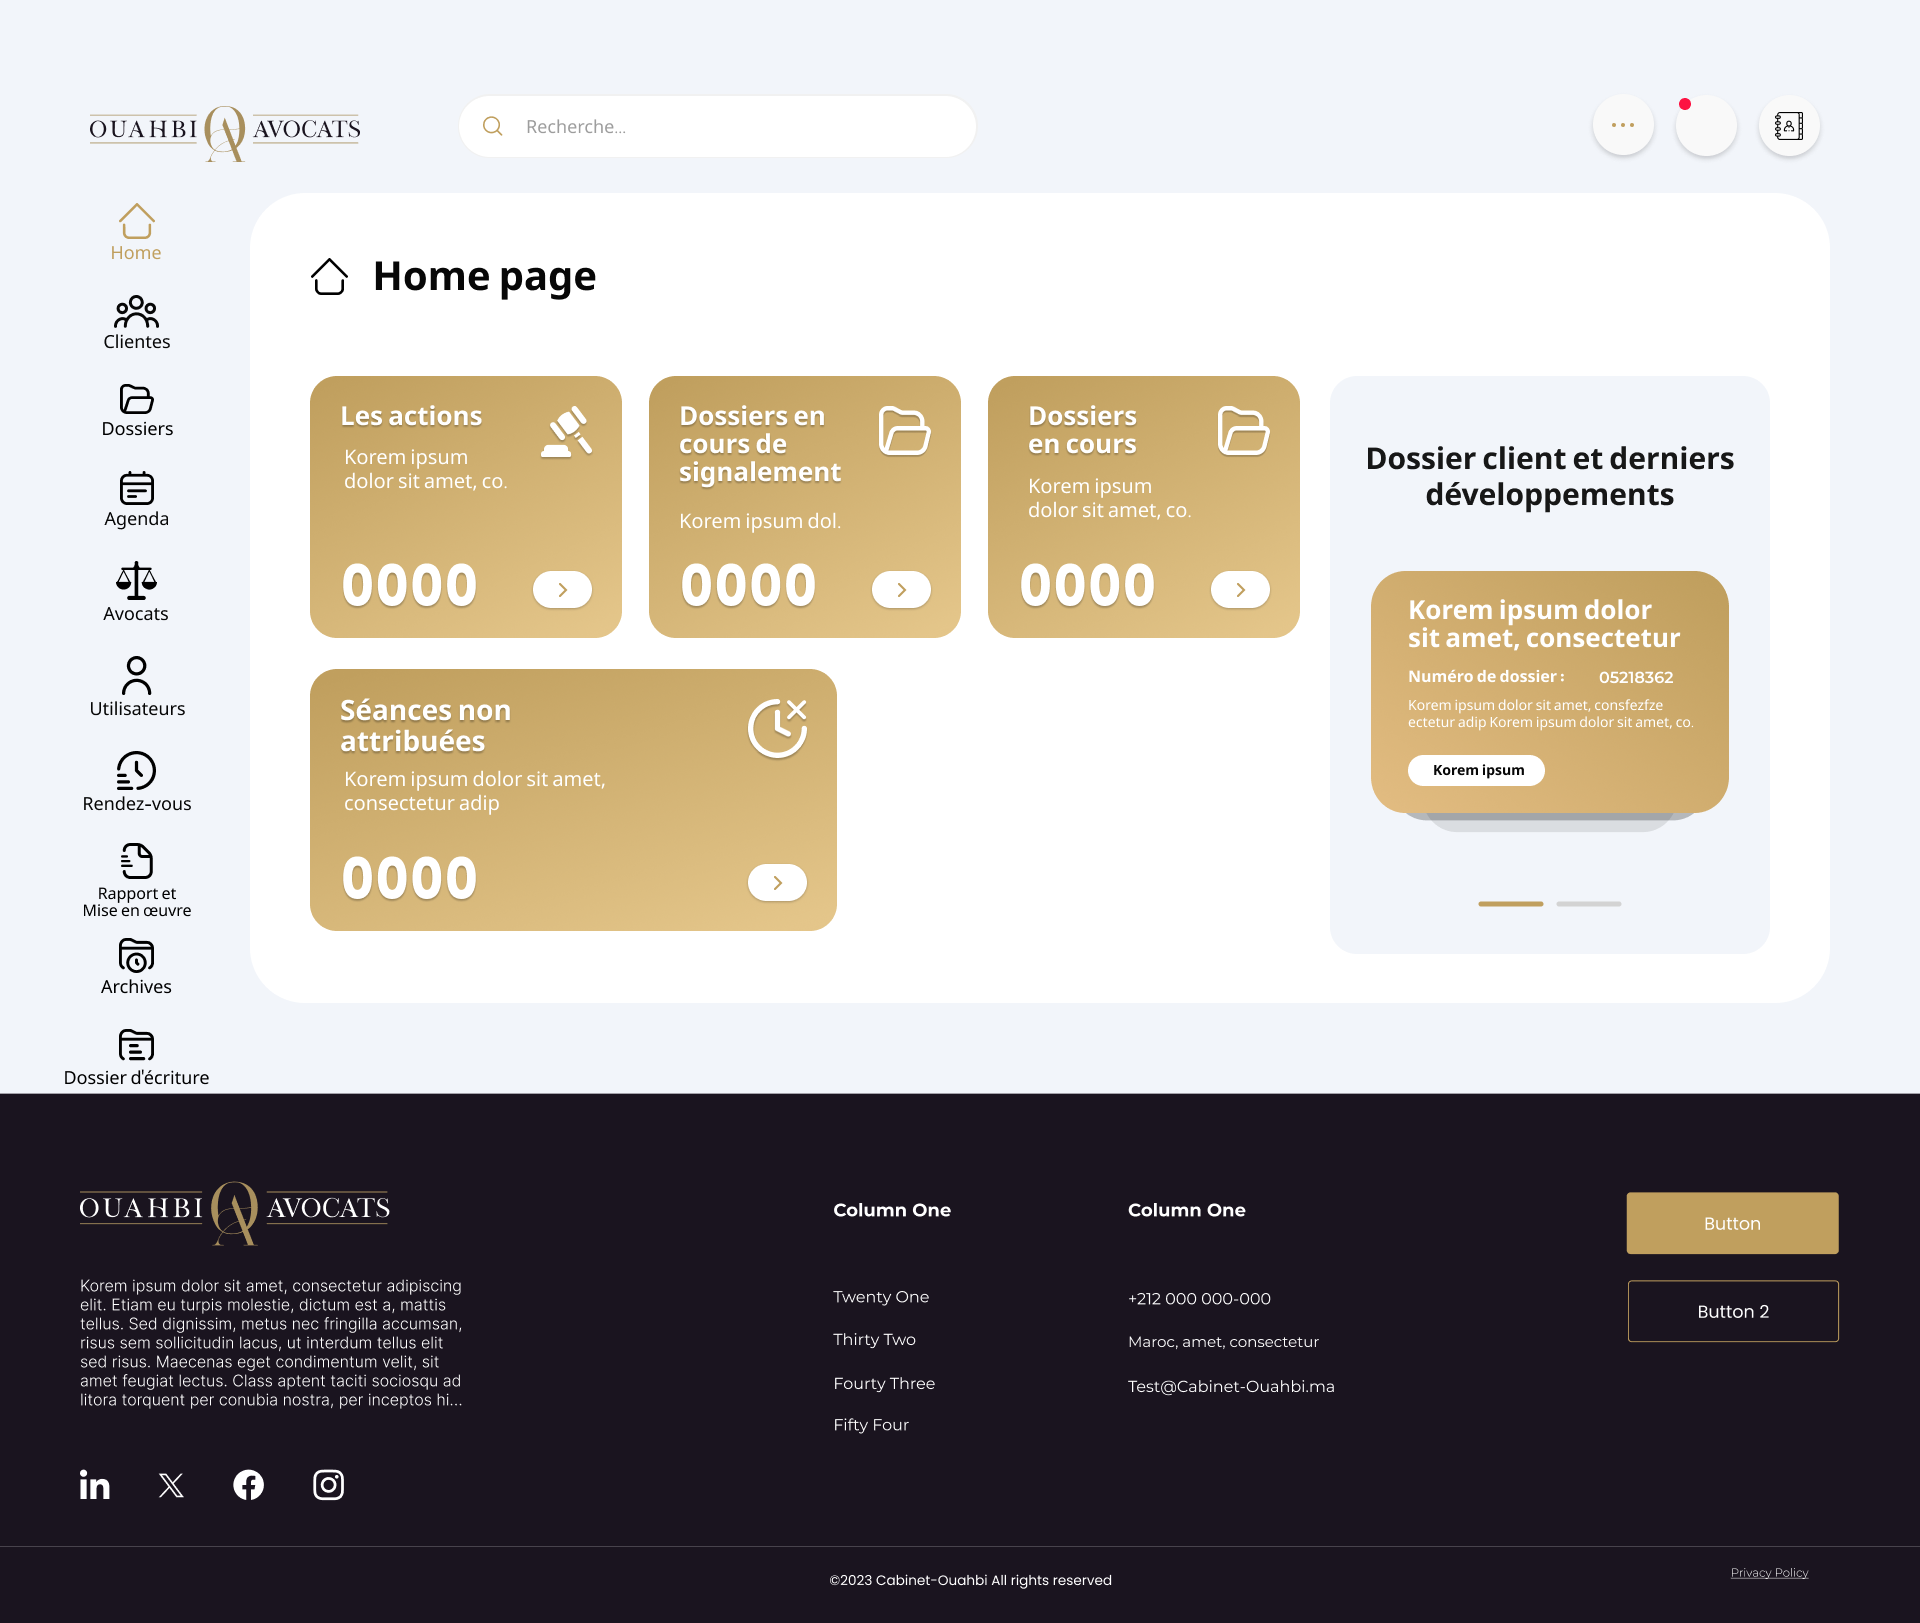 OUAHBI AVOCATS
Recherche...
Home
Clientes
Dossiers
Agenda
Avocats
Utilisateurs
Rendez-vous
Rapport et
Mise en œuvre
Archives
Dossier d'écriture
Home page
Les actions
Korem ipsum
dolor sit amet, co.
0000
Dossiers en
cours de
signalement
Korem ipsum dol.
0000
Dossiers
en cours
Korem ipsum
dolor sit amet, co.
0000
Séances non
attribuées
Korem ipsum dolor sit amet,
consectetur adip
0000
Dossier client et derniers
développements
Korem ipsum dolor
sit amet, consectetur
Numéro de dossier : 05218362
Korem ipsum dolor sit amet, consfezfze
ectetur adip Korem ipsum dolor sit amet, co.
Korem ipsum
OUAHBI AVOCATS
Korem ipsum dolor sit amet, consectetur adipiscing
elit. Etiam eu turpis molestie, dictum est a, mattis
tellus. Sed dignissim, metus nec fringilla accumsan,
risus sem sollicitudin lacus, ut interdum tellus elit
sed risus. Maecenas eget condimentum velit, sit
amet feugiat lectus. Class aptent taciti sociosqu ad
litora torquent per conubia nostra, per inceptos hi...
Column One
Twenty One
Thirty Two
Fourty Three
Fifty Four
Column One
+212 000 000-000
Maroc, amet, consectetur
Test@Cabinet-Ouahbi.ma
Button
Button 2
©2023 Cabinet-Ouahbi All rights reserved
Privacy Policy